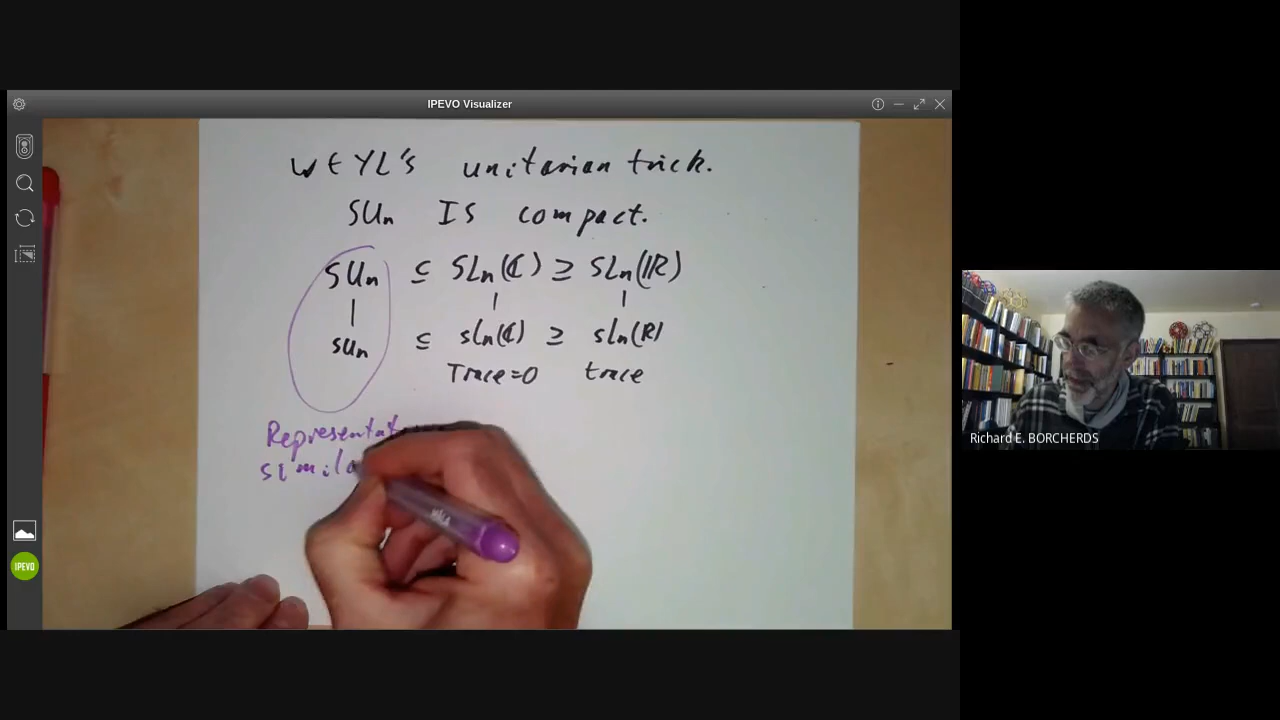 IPEVO Visualizer
WEYL's unitarian trick.
SUn IS compact.
SUn ⊆ SLn(ℂ) ≥ SLn(ℝ)
sun ⊆ sln(ℂ) ≥ sln(ℝ)
Trace=0 trace
Representat
simila
IPEVO
Richard E. BORCHERDS